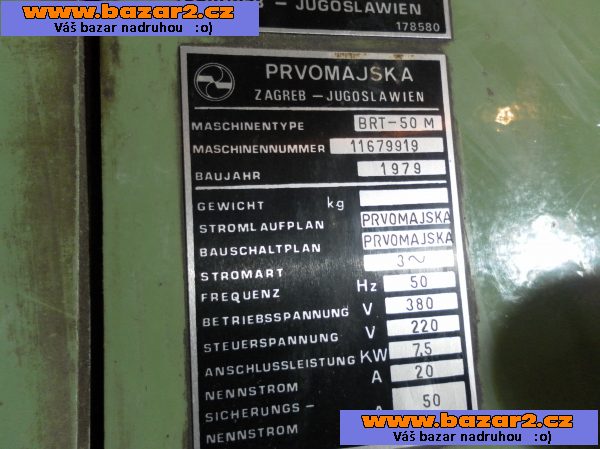 www.bazar2.cz
Váš bazar nadruhou :o)
- JUGOSLAWIEN
178580
PRVOMAJSKA
ZAGREB - JUGOSLAWIEN
MASCHINENTYPE BRT-50 M
MASCHINENNUMMER 11679919
BAUJAHR 1979
GEWICHT kg
STROMLAUFPLAN PRVOMAJSKA
BAUSCHALTPLAN PRVOMAJSKA
STROMART 3~
FREQUENZ Hz 50
BETRIEBSSPANNUNG V 380
STEUERSPANNUNG V 220
ANSCHLUSSLEISTUNG KW 7,5
NENNSTROM A 20
SICHERUNGS- A 50
NENNSTROM
www.bazar2.cz
Váš bazar nadruhou :o)